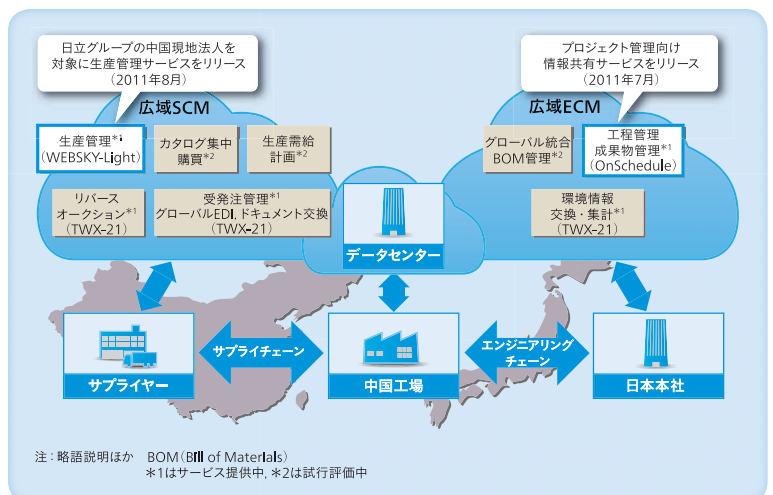 日立グループの中国現地法人を
対象に生産管理サービスをリリース
（2011年8月）
プロジェクト管理向け
情報共有サービスをリリース
（2011年7月）
広域SCM
広域ECM
生産管理*1
（WEBSKY-Light）
カタログ集中
購買*2
生産需給
計画*2
グローバル統合
BOM管理*2
工程管理
成果物管理*1
（OnSchedule）
リバース
オークション*1
（TWX-21）
受発注管理*1
グローバルEDI，ドキュメント交換
（TWX-21）
環境情報
交換・集計*1
（TWX-21）
データセンター
サプライチェーン
エンジニアリング
チェーン
サプライヤー
中国工場
日本本社
注：略語説明ほか　BOM（Bill of Materials）
＊1はサービス提供中，＊2は試行評価中